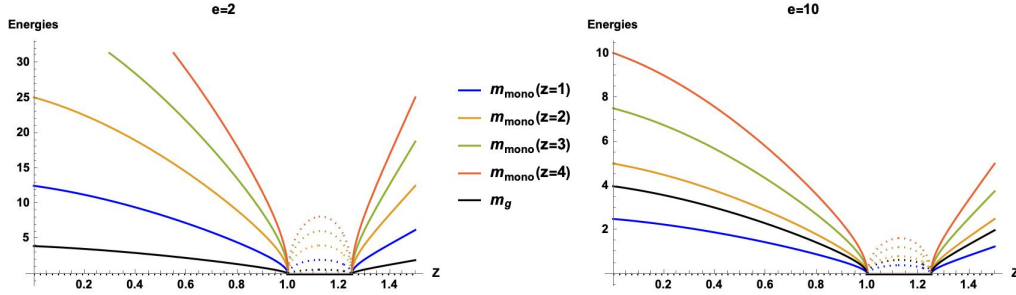 e=2
Energies
30
25
20
15
10
5
0.2 0.4 0.6 0.8 1.0 1.2 1.4 Z
m_mono(z=1)
m_mono(z=2)
m_mono(z=3)
m_mono(z=4)
m_g
e=10
Energies
10
8
6
4
2
0.2 0.4 0.6 0.8 1.0 1.2 1.4 Z